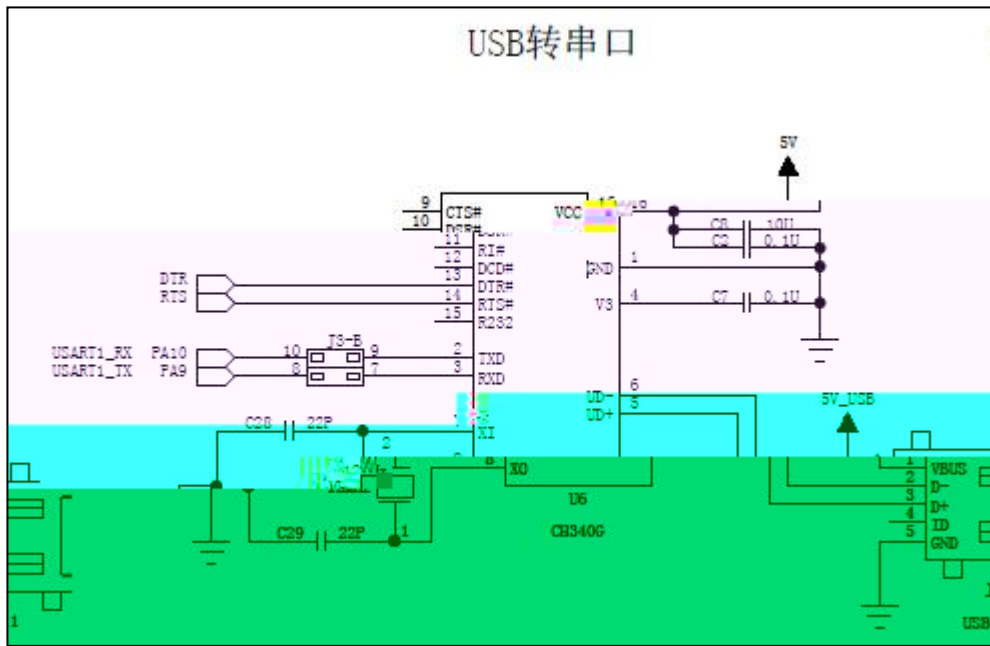 USB转串口
5V
9 CTS# VCC
10
C8 10U
11 C2 0.1U
RI#
12 DCD# GND 1
DTR 13 DTR#
RTS 14 RTS# V3 4 C7 0.1U
15 R232
J3-B
USART1_RX PA10 10 9 2 TXD
USART1_TX PA9 8 7 3 RXD
UD- 6
UD+ 5 5V_USB
C28 22P XI
2
8 XO 1 VBUS
U6 2 D-
3 D+
C29 22P 1 CH340G 4 ID
5 GND
1 USB